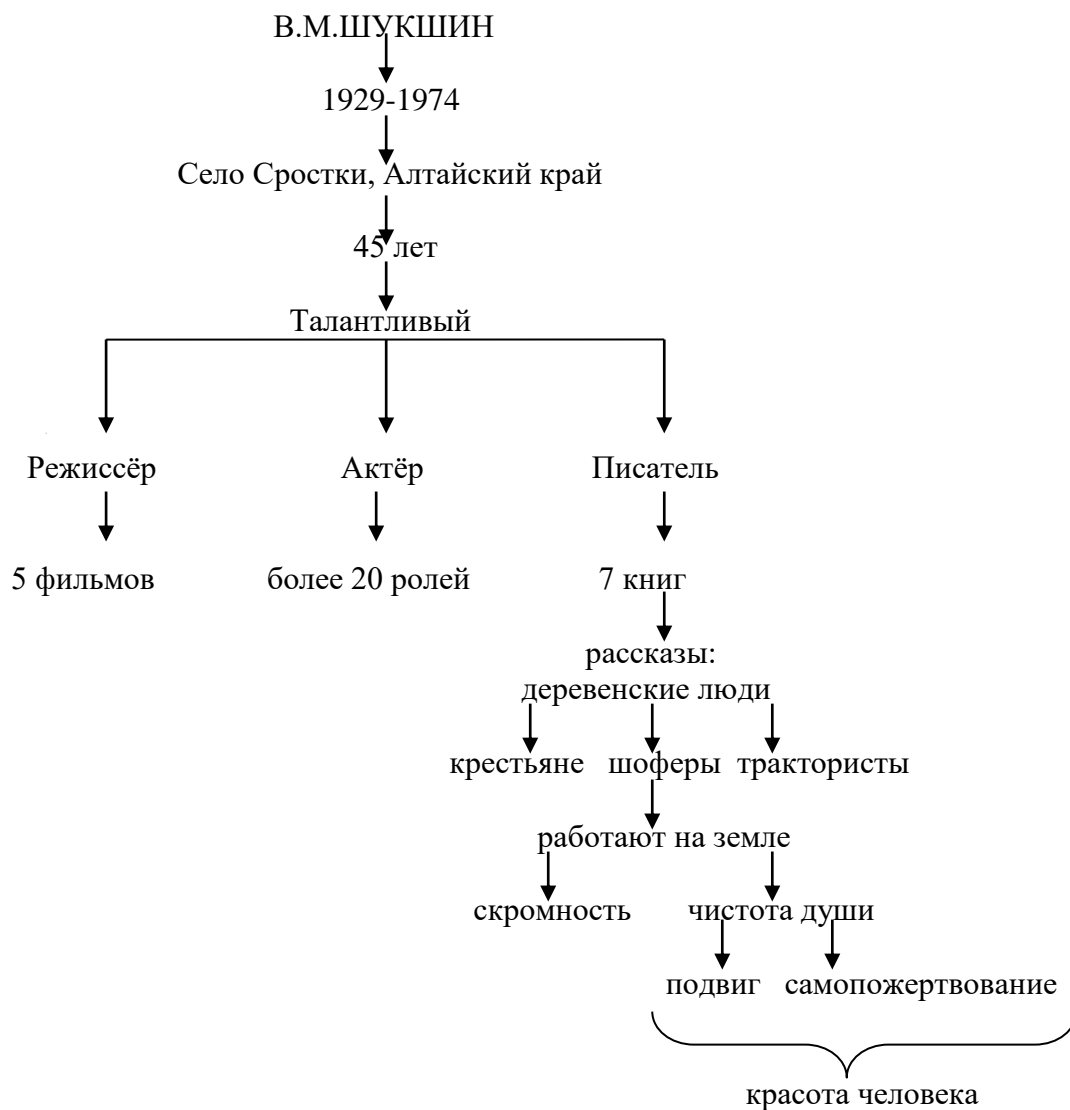 В.М.ШУКШИН
1929-1974
Село Сростки, Алтайский край
45 лет
Талантливый
Режиссёр Актёр Писатель
5 фильмов более 20 ролей 7 книг
рассказы:
деревенские люди
крестьяне шоферы трактористы
работают на земле
скромность чистота души
подвиг самопожертвование
красота человека